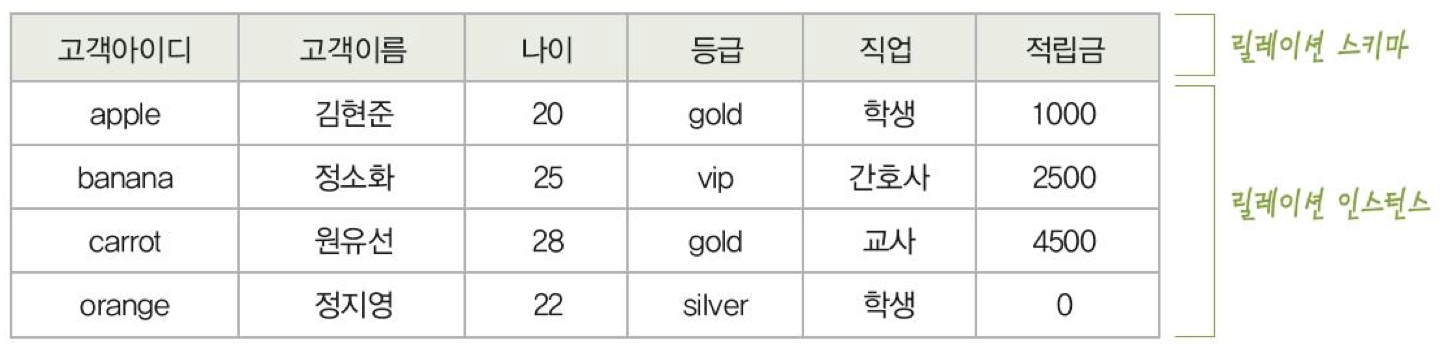 고객아이디 고객이름 나이 등급 직업 적립금 릴레이션 스키마
apple 김현준 20 gold 학생 1000
banana 정소화 25 vip 간호사 2500
릴레이션 인스턴스
carrot 원유선 28 gold 교사 4500
orange 정지영 22 silver 학생 0